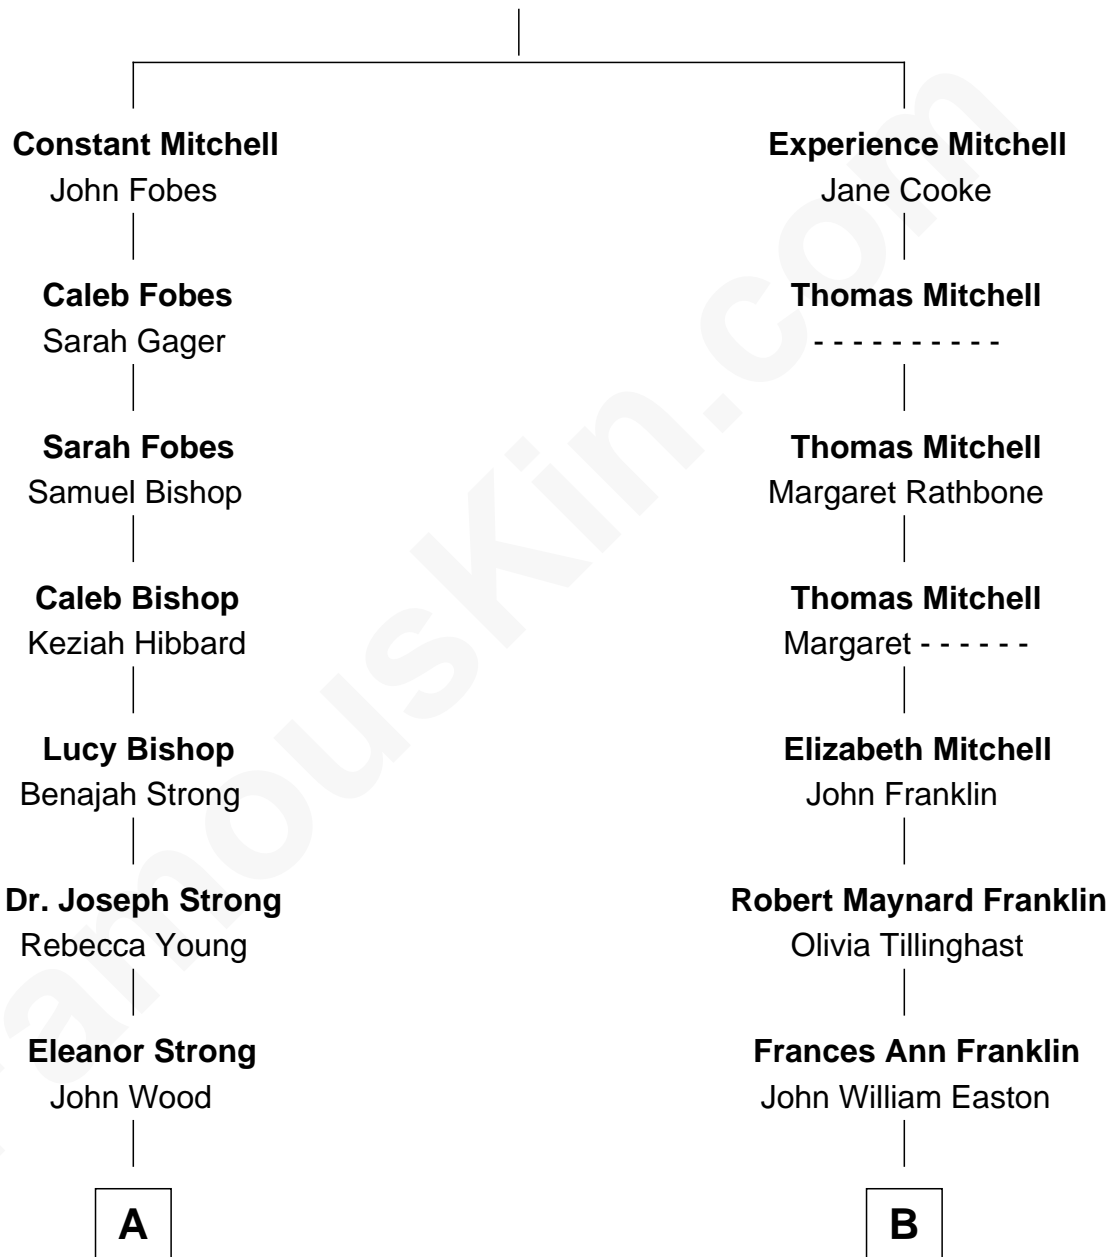 Constant Mitchell
John Fobes
Caleb Fobes
Sarah Gager
Sarah Fobes
Samuel Bishop
Caleb Bishop
Keziah Hibbard
Lucy Bishop
Benajah Strong
Dr. Joseph Strong
Rebecca Young
Eleanor Strong
John Wood
A
Experience Mitchell
Jane Cooke
Thomas Mitchell
- - - - - - - - - -
Thomas Mitchell
Margaret Rathbone
Thomas Mitchell
Margaret - - - - - -
Elizabeth Mitchell
John Franklin
Robert Maynard Franklin
Olivia Tillinghast
Frances Ann Franklin
John William Easton
B
FamousKin.com